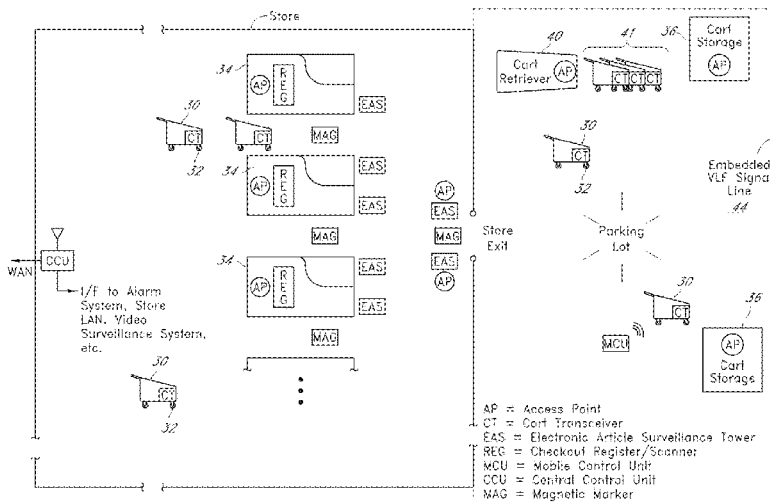 Store
34
AP
REG
EAS
30
CT
32
MAG
34
AP
REG
EAS
EAS
MAG
34
AP
REG
EAS
EAS
MAG
CT
AP
EAS
MAG
EAS
AP
Store
Exit
WAN
CCU
I/F to Alarm
System, Store
LAN, Video
Surveillance System,
etc.
30
CT
32
40
Cart
Retriever
AP
41
CT CT CT
36
Cart
Storage
AP
30
CT
32
Embedded
VLF Signal
Line
44
Parking
Lot
30
CT
MCU
36
AP
Cart
Storage
AP = Access Point
CT = Cart Transceiver
EAS = Electronic Article Surveillance Tower
REG = Checkout Register/Scanner
MCU = Mobile Control Unit
CCU = Central Control Unit
MAG = Magnetic Marker